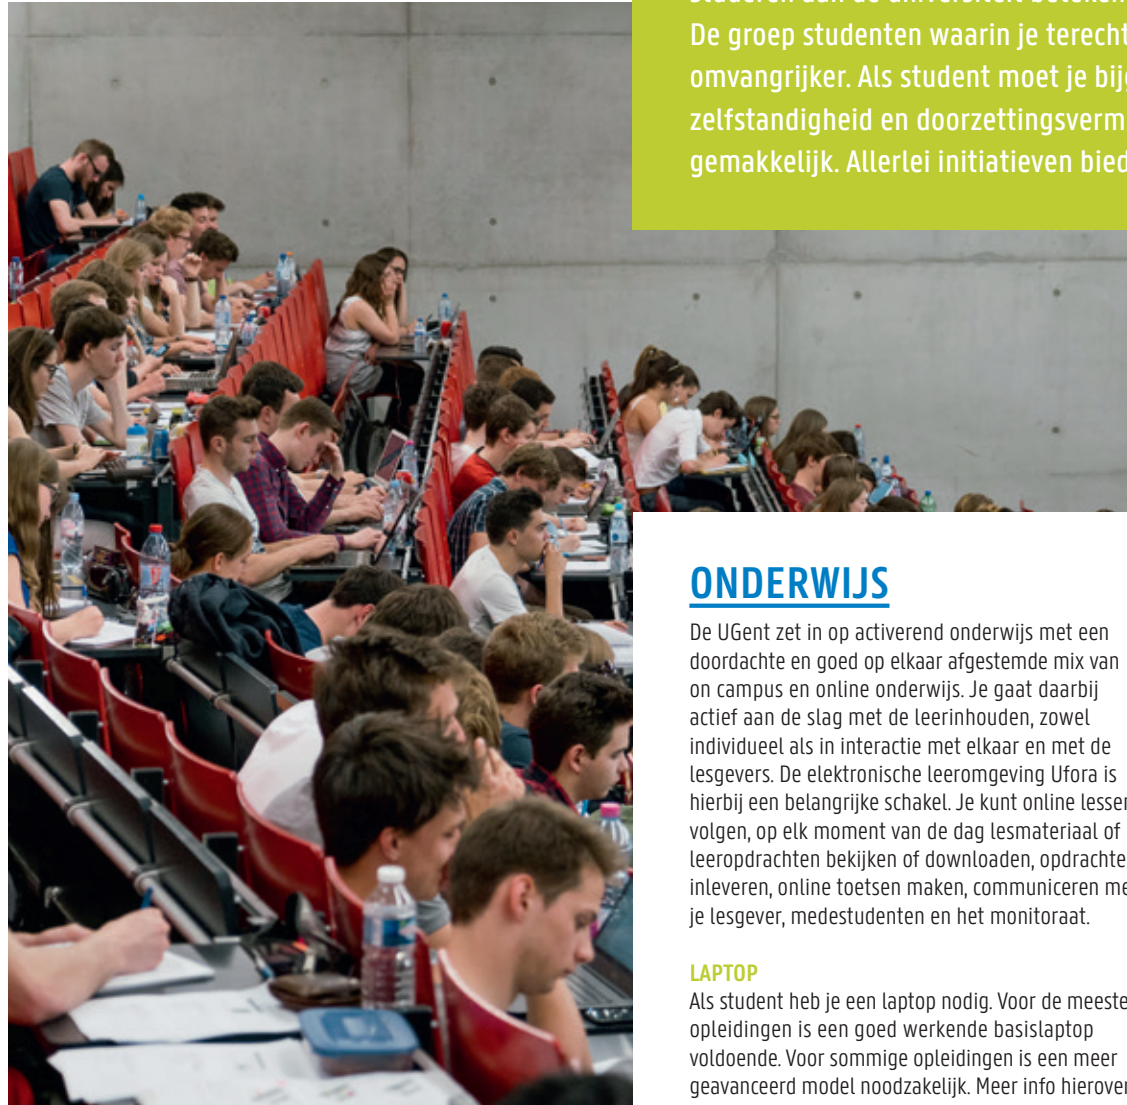 studeren aan de universiteit
De groep studenten waarin je terecht
omvangrijker. Als student moet je bij
zelfstandigheid en doorzettingsverm
gemakkelijk. Allerlei initiatieven bied
ONDERWIJS
De UGent zet in op activerend onderwijs met een
doordachte en goed op elkaar afgestemde mix van
on campus en online onderwijs. Je gaat daarbij
actief aan de slag met de leerinhouden, zowel
individueel als in interactie met elkaar en met de
lesgevers. De elektronische leeromgeving Ufora is
hierbij een belangrijke schakel. Je kunt online lessen
volgen, op elk moment van de dag lesmateriaal of
leeropdrachten bekijken of downloaden, opdrachte
inleveren, online toetsen maken, communiceren me
je lesgever, medestudenten en het monitoraat.
LAPTOP
Als student heb je een laptop nodig. Voor de meeste
opleidingen is een goed werkende basislaptop
voldoende. Voor sommige opleidingen is een meer
geavanceerd model noodzakelijk. Meer info hierover